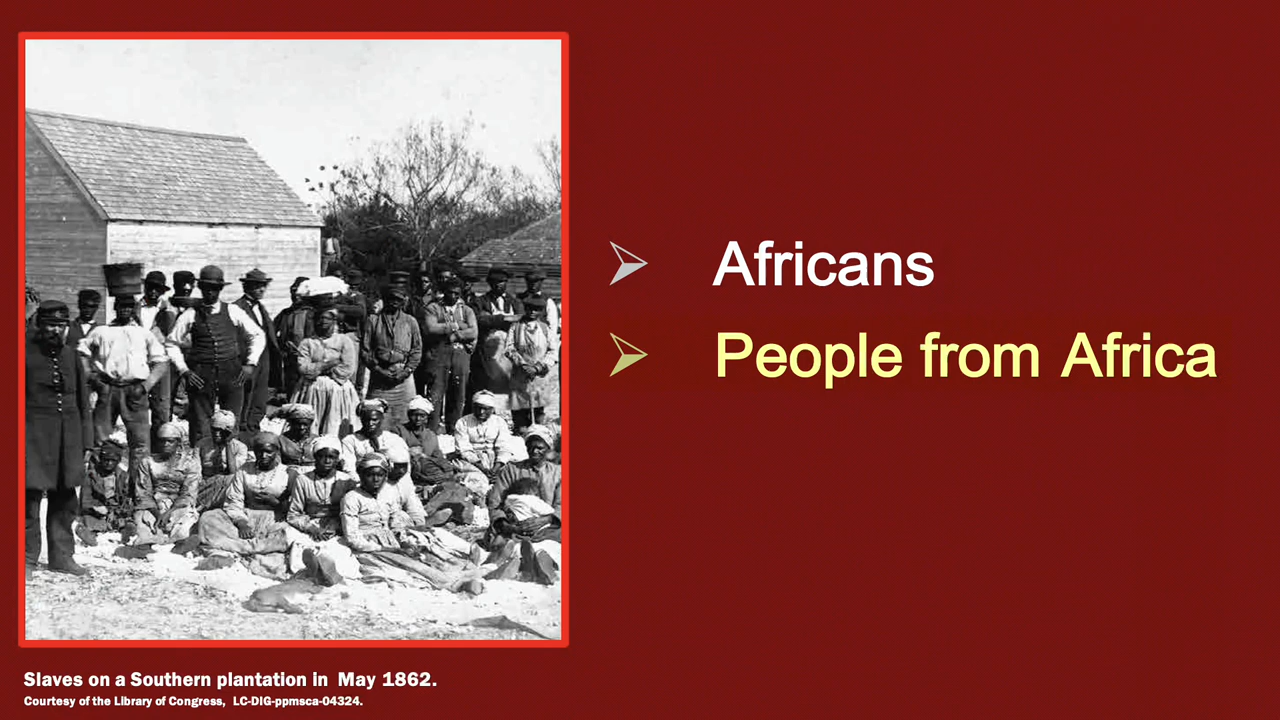 Africans
People from Africa
Slaves on a Southern plantation in May 1862.
Courtesy of the Library of Congress, LC-DIG-ppmsca-04324.